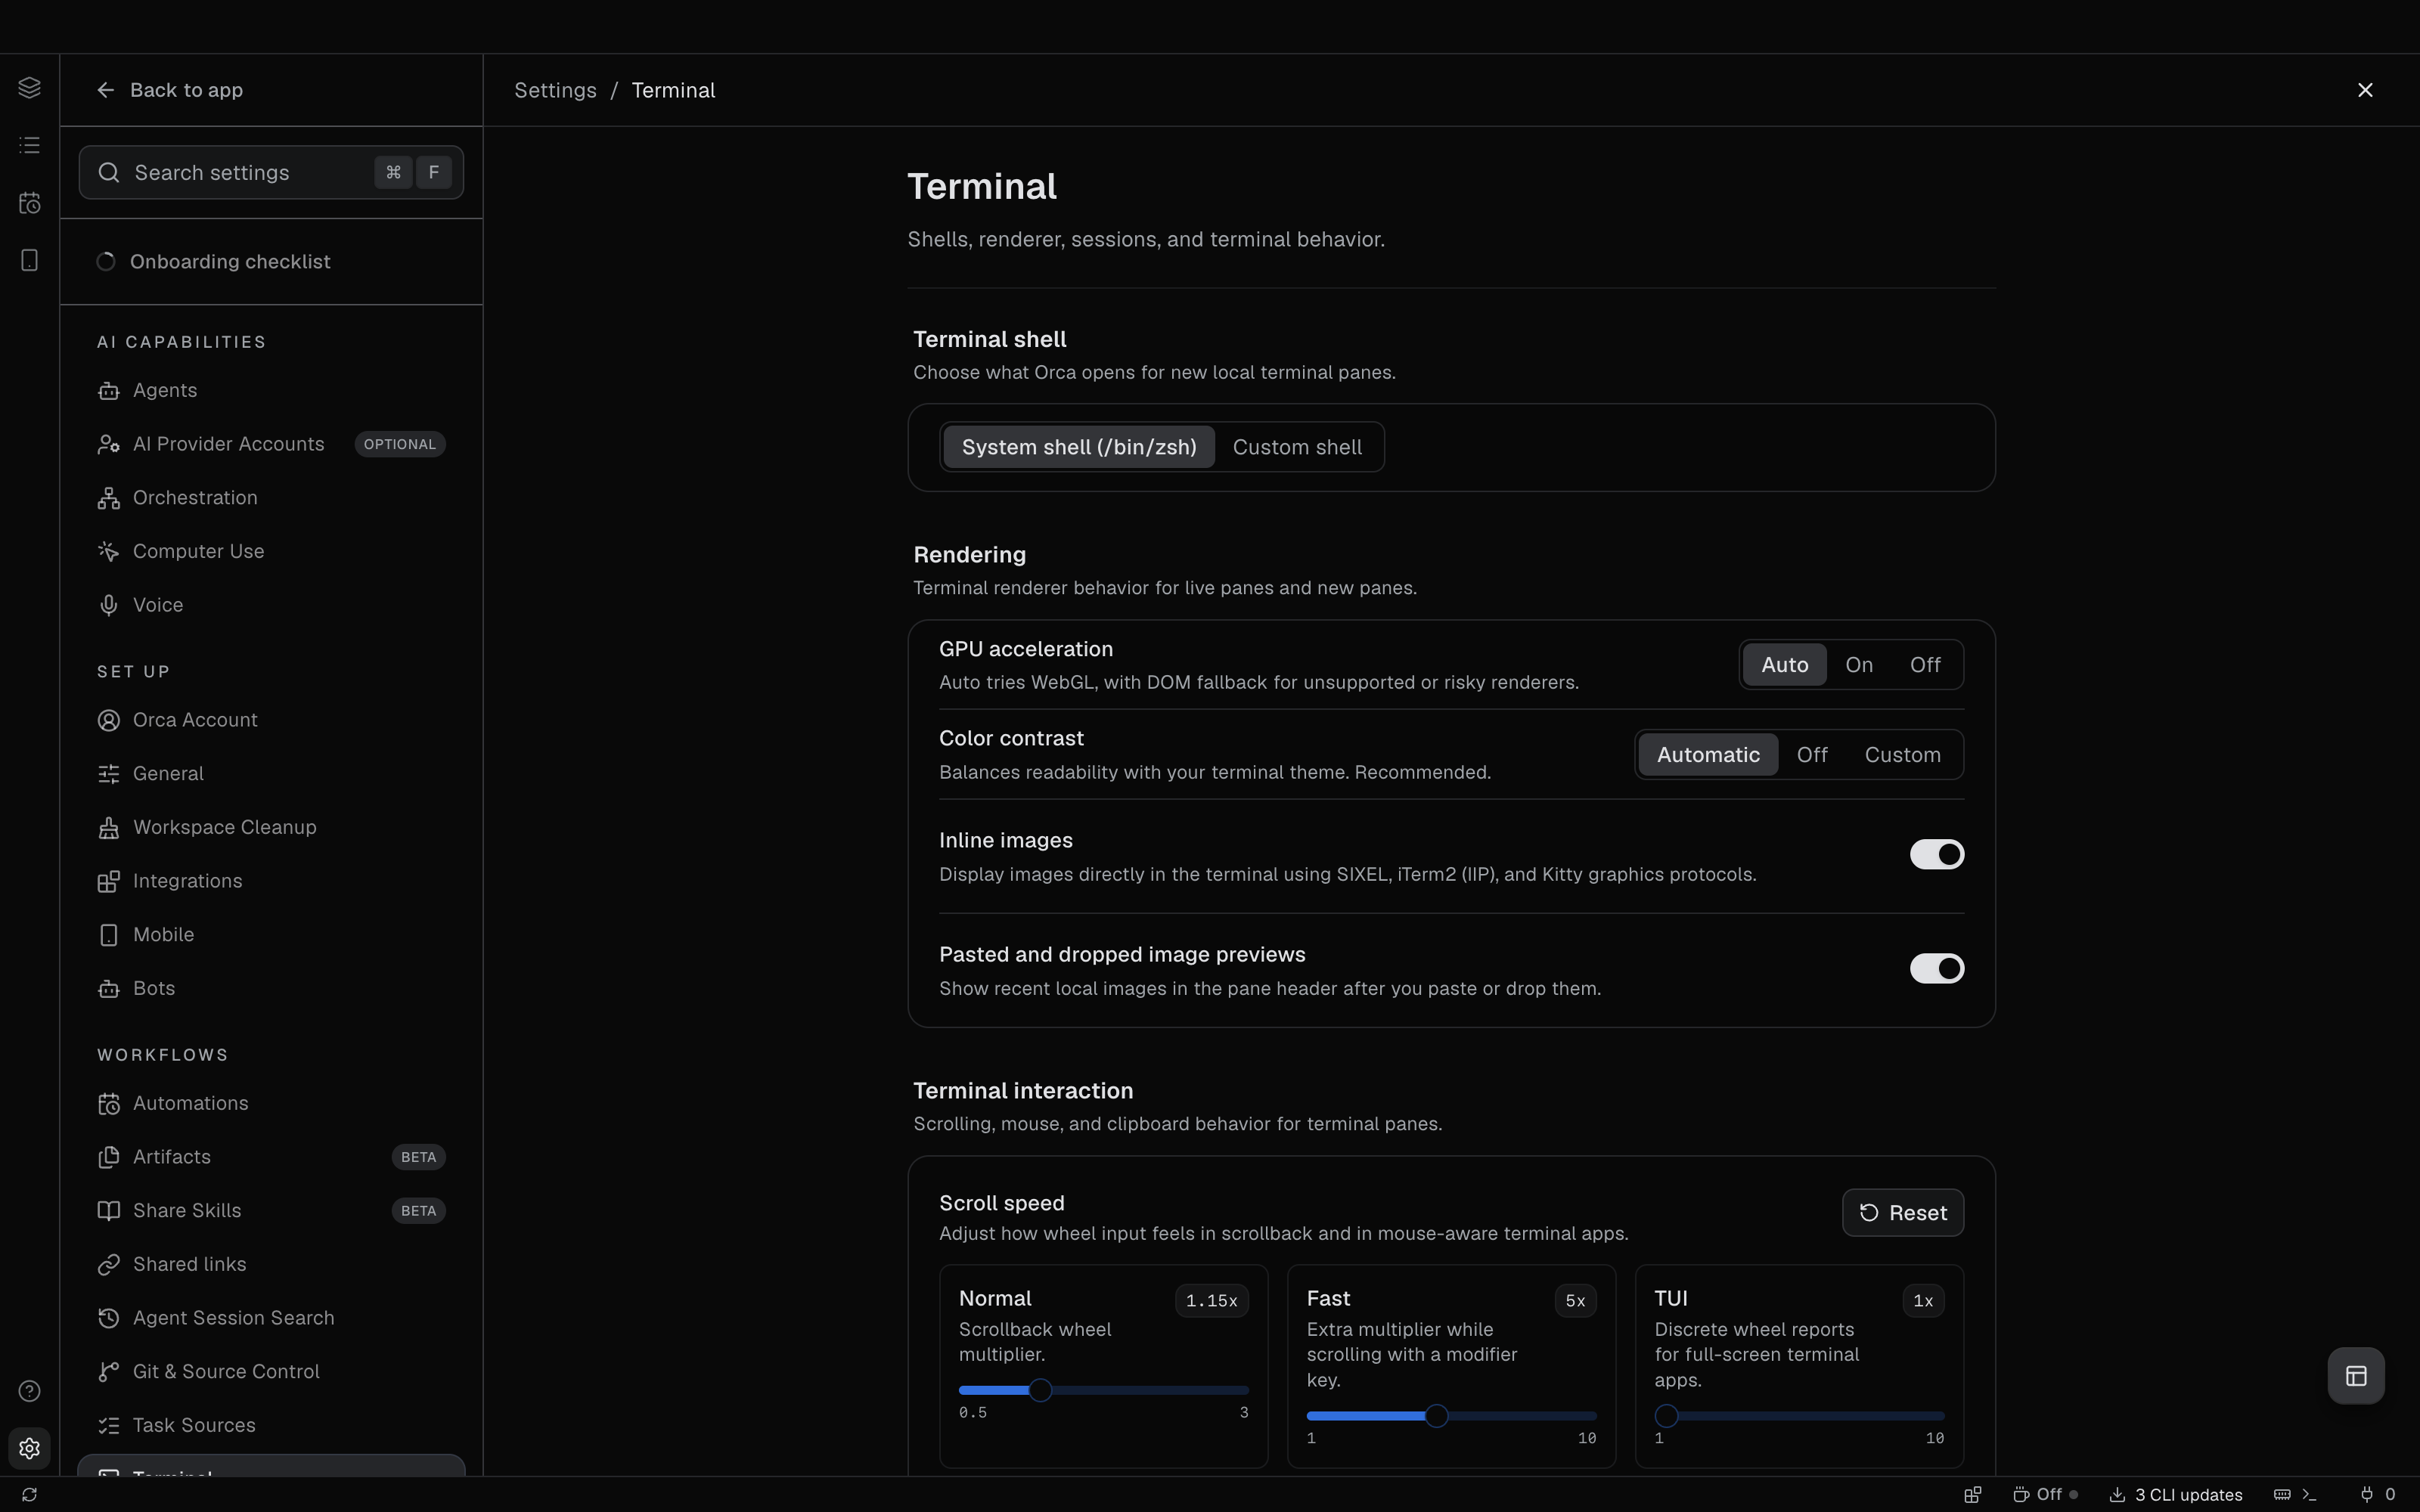 Back to app
Search settings
⌘ F
Onboarding checklist
AI CAPABILITIES
Agents
AI Provider Accounts OPTIONAL
Orchestration
Computer Use
Voice
SET UP
Orca Account
General
Workspace Cleanup
Integrations
Mobile
Bots
WORKFLOWS
Automations
Artifacts BETA
Share Skills BETA
Shared links
Agent Session Search
Git & Source Control
Task Sources
Terminal
Settings / Terminal
Terminal
Shells, renderer, sessions, and terminal behavior.
Terminal shell
Choose what Orca opens for new local terminal panes.
System shell (/bin/zsh) Custom shell
Rendering
Terminal renderer behavior for live panes and new panes.
GPU acceleration
Auto tries WebGL, with DOM fallback for unsupported or risky renderers.
Auto On Off
Color contrast
Balances readability with your terminal theme. Recommended.
Automatic Off Custom
Inline images
Display images directly in the terminal using SIXEL, iTerm2 (IIP), and Kitty graphics protocols.
Pasted and dropped image previews
Show recent local images in the pane header after you paste or drop them.
Terminal interaction
Scrolling, mouse, and clipboard behavior for terminal panes.
Scroll speed
Adjust how wheel input feels in scrollback and in mouse-aware terminal apps.
Reset
Normal 1.15x
Scrollback wheel
multiplier.
0.5 3
Fast 5x
Extra multiplier while
scrolling with a modifier
key.
1 10
TUI 1x
Discrete wheel reports
for full-screen terminal
apps.
1 10
Off
3 CLI updates
0